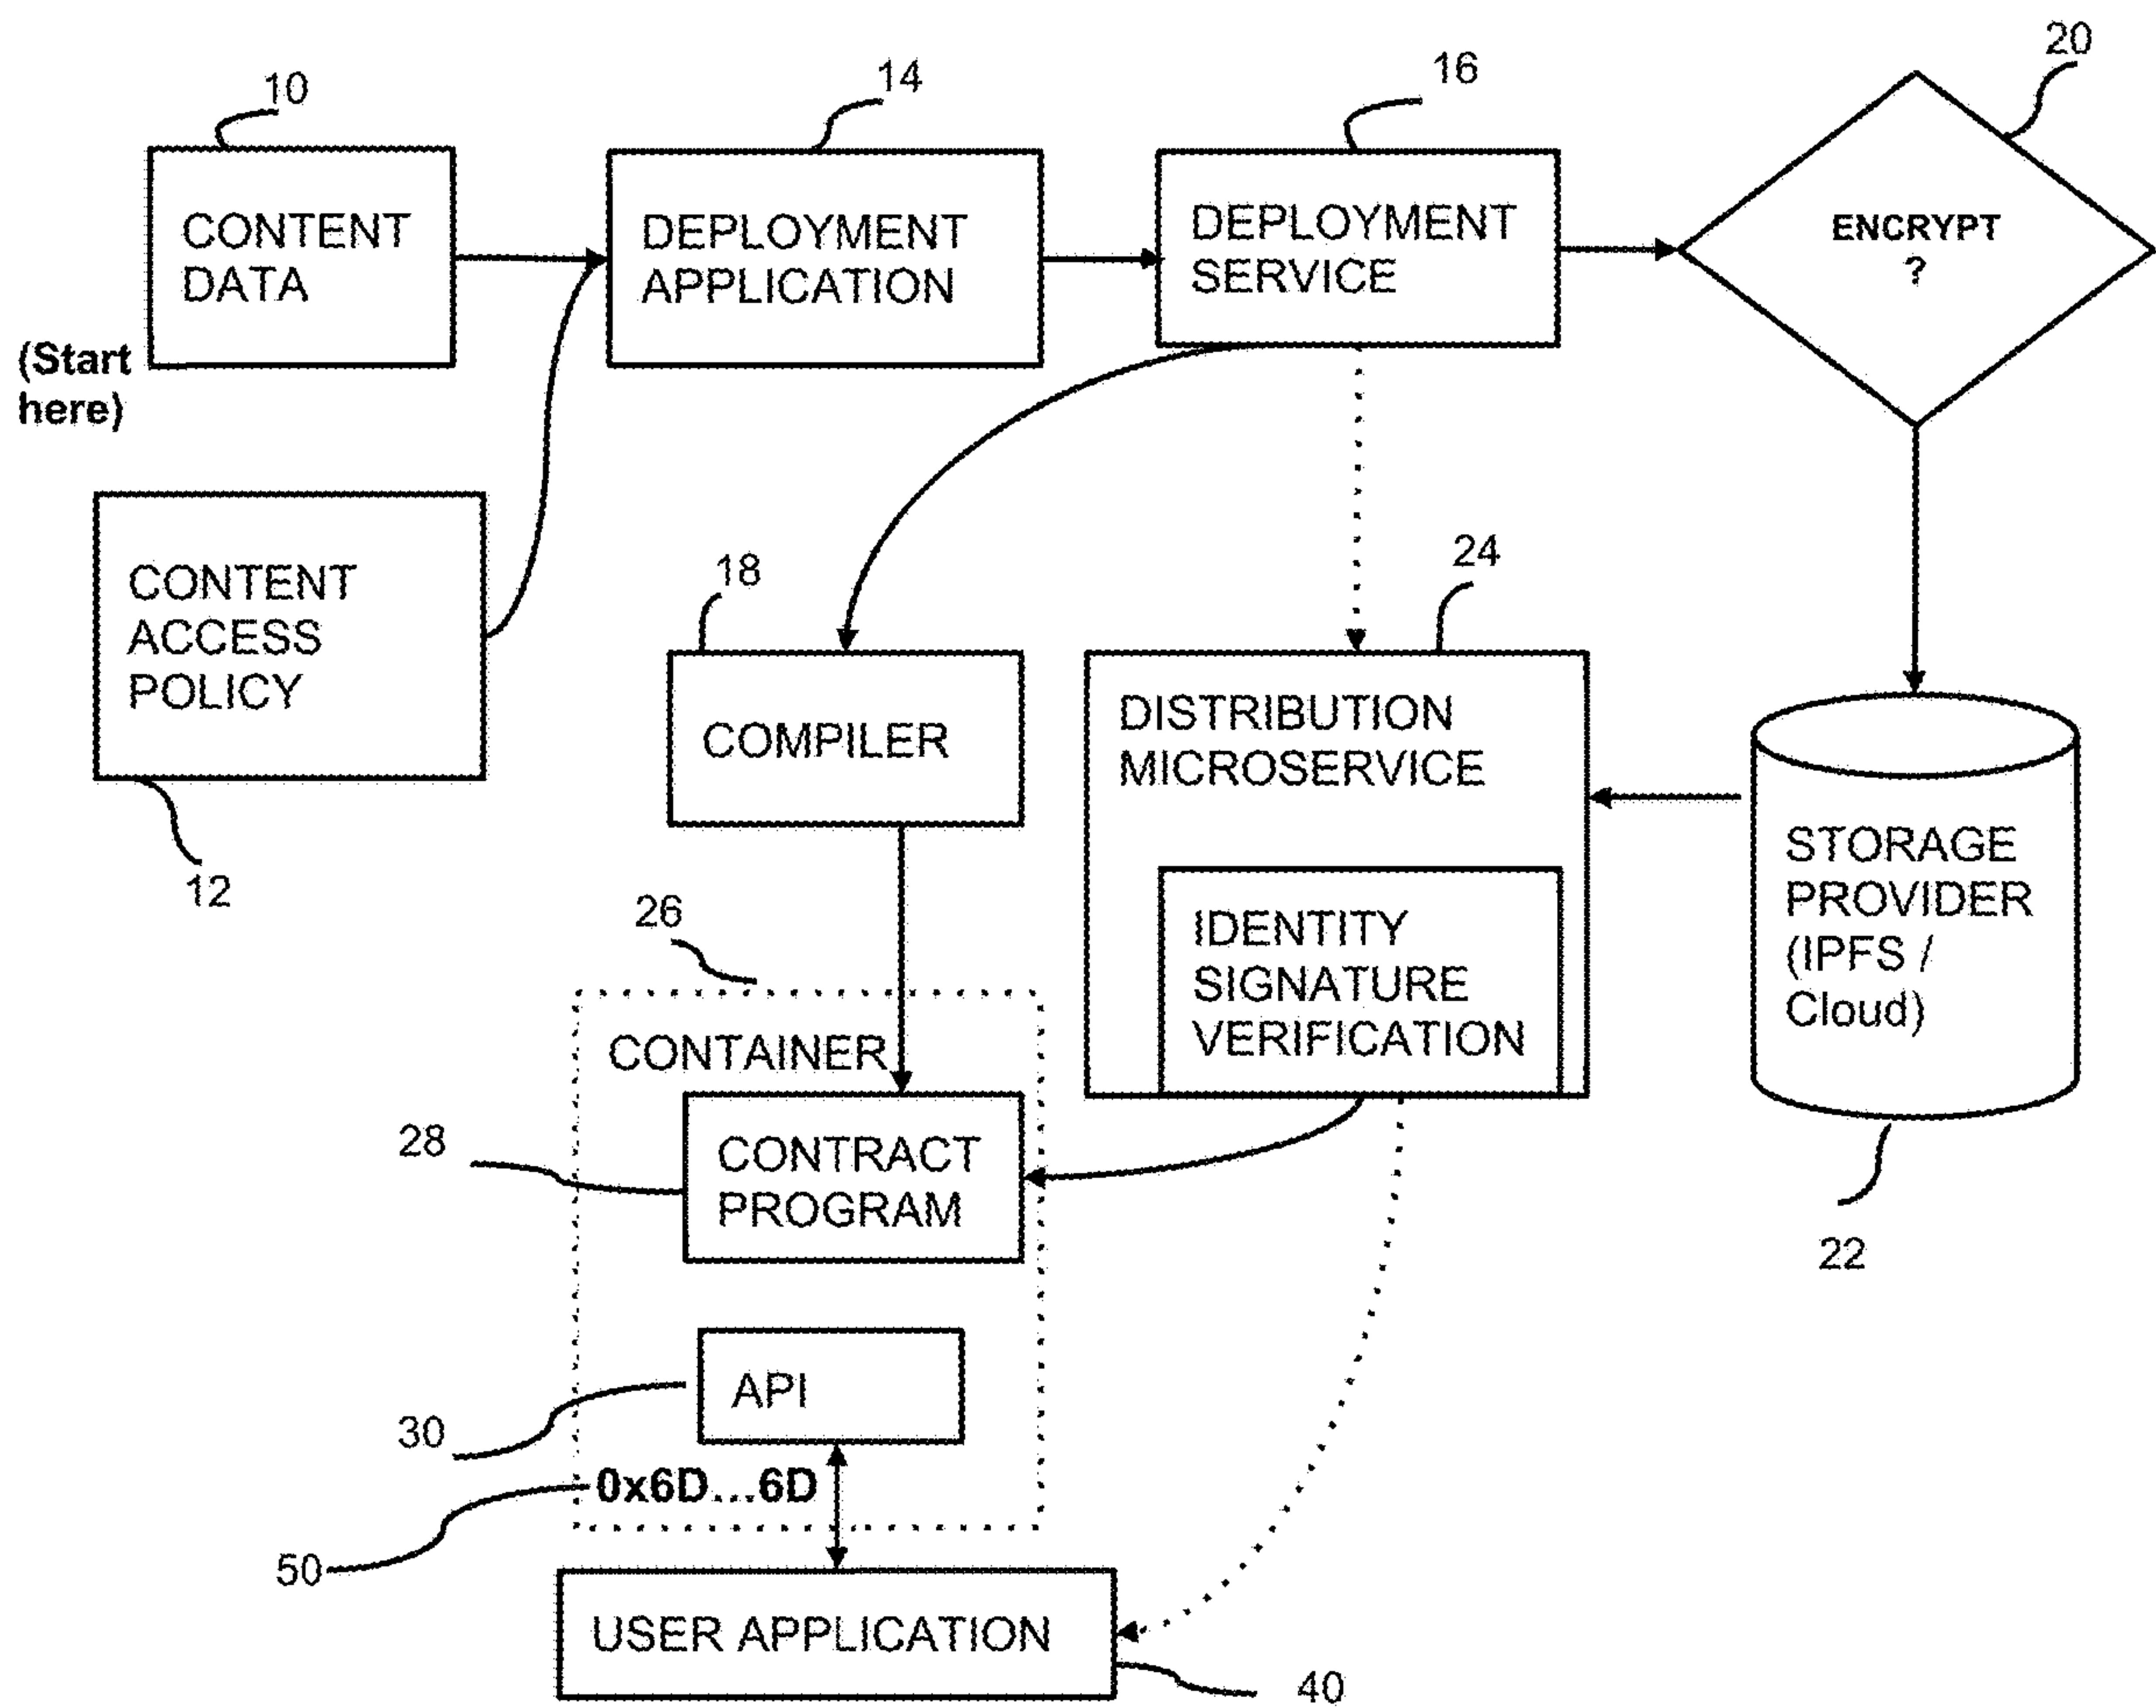 10
14
16
20
CONTENT
DATA
DEPLOYMENT
APPLICATION
DEPLOYMENT
SERVICE
ENCRYPT
?
(Start
here)
CONTENT
ACCESS
POLICY
12
18
COMPILER
24
DISTRIBUTION
MICROSERVICE
IDENTITY
SIGNATURE
VERIFICATION
STORAGE
PROVIDER
(IPFS /
Cloud)
22
26
CONTAINER
28
CONTRACT
PROGRAM
30
API
0x6D...6D
50
USER APPLICATION
40